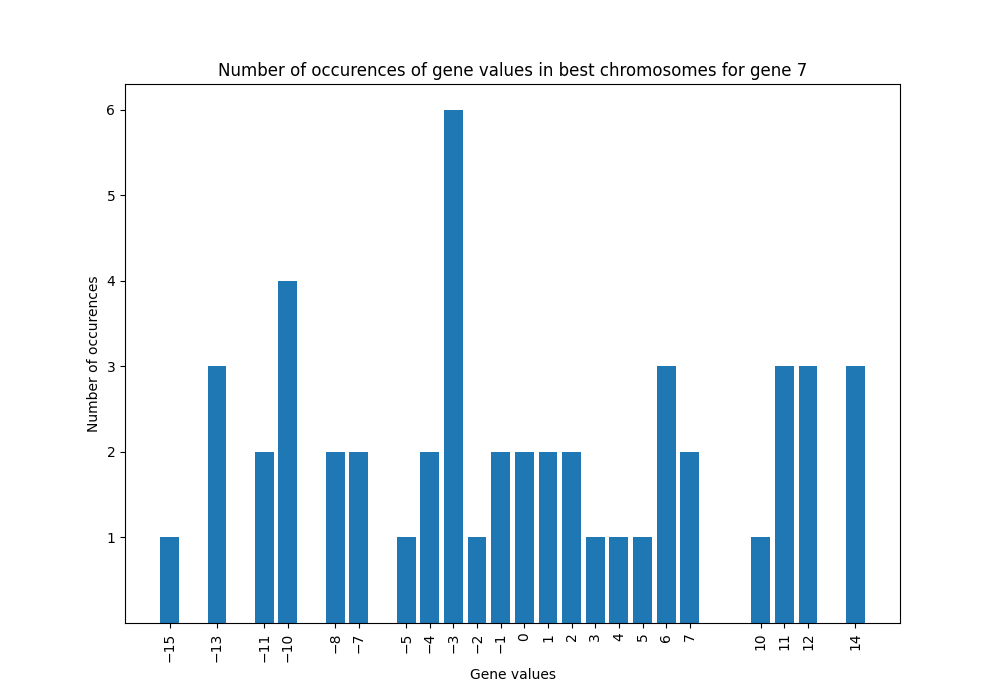 Number of occurences of gene values in best chromosomes for gene 7
6
5
4
3
2
1
Number of occurences
−15 −13 −11 −10 −8 −7 −5 −4 −3 −2 −1 0 1 2 3 4 5 6 7 10 11 12 14
Gene values